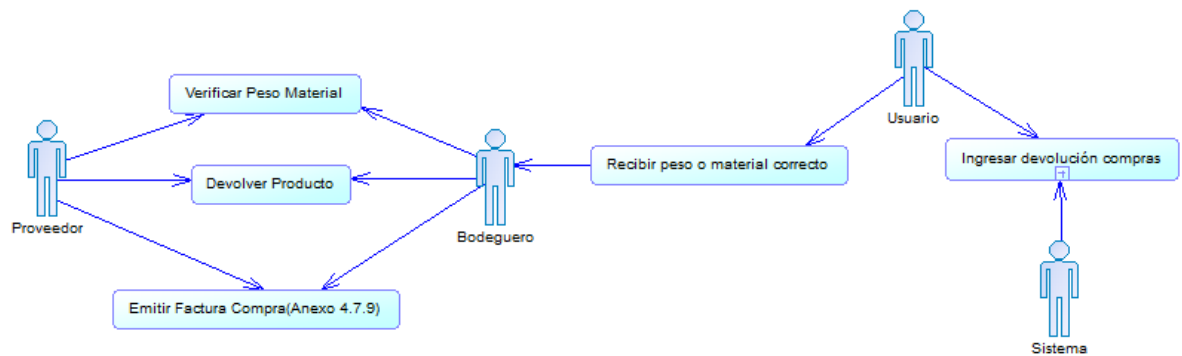 Usuario
Verificar Peso Material
Recibir peso o material correcto
Ingresar devolución compras
Devolver Producto
Proveedor
Bodeguero
Emitir Factura Compra(Anexo 4.7.9)
Sistema